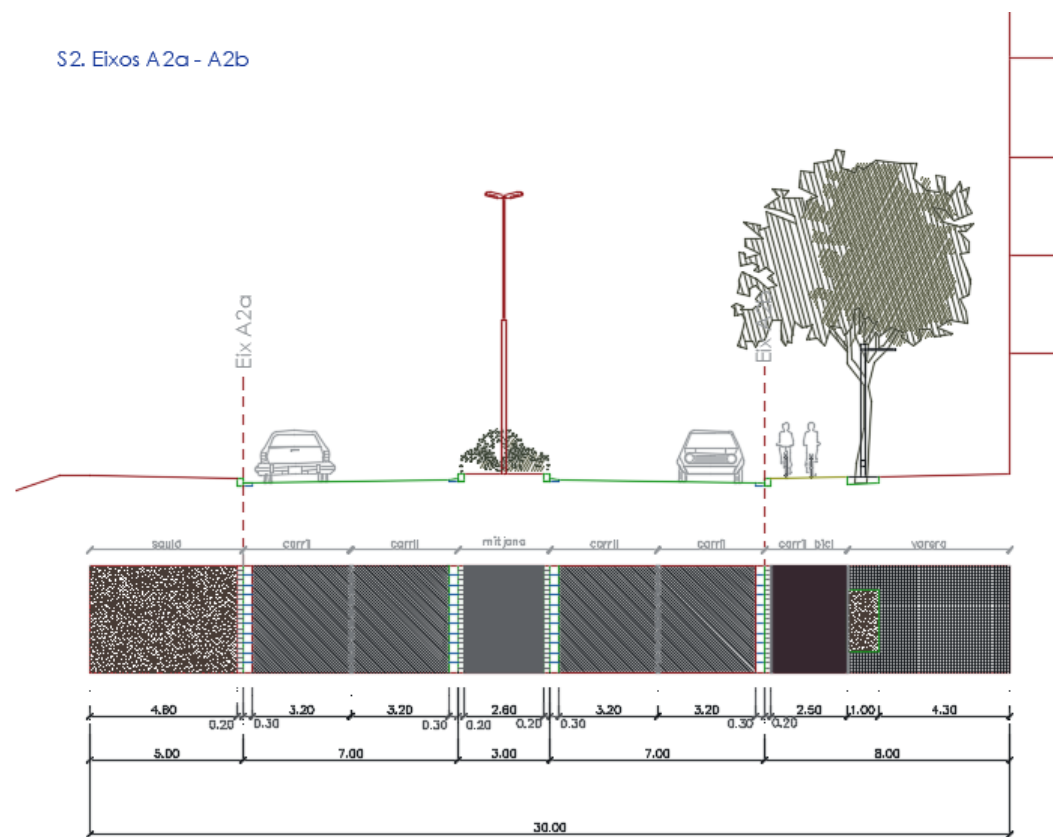 S2. Eixos A2a - A2b
Eix A2a
Eix
sauló carril carril mitjana carril carril carril bici vorera
4.80 3.20 3.20 2.60 3.20 3.20 2.50 1.00 4.30
0.20 0.30 0.30 0.20 0.20 0.30 0.30 0.20
5.00 7.00 3.00 7.00 8.00
30.00